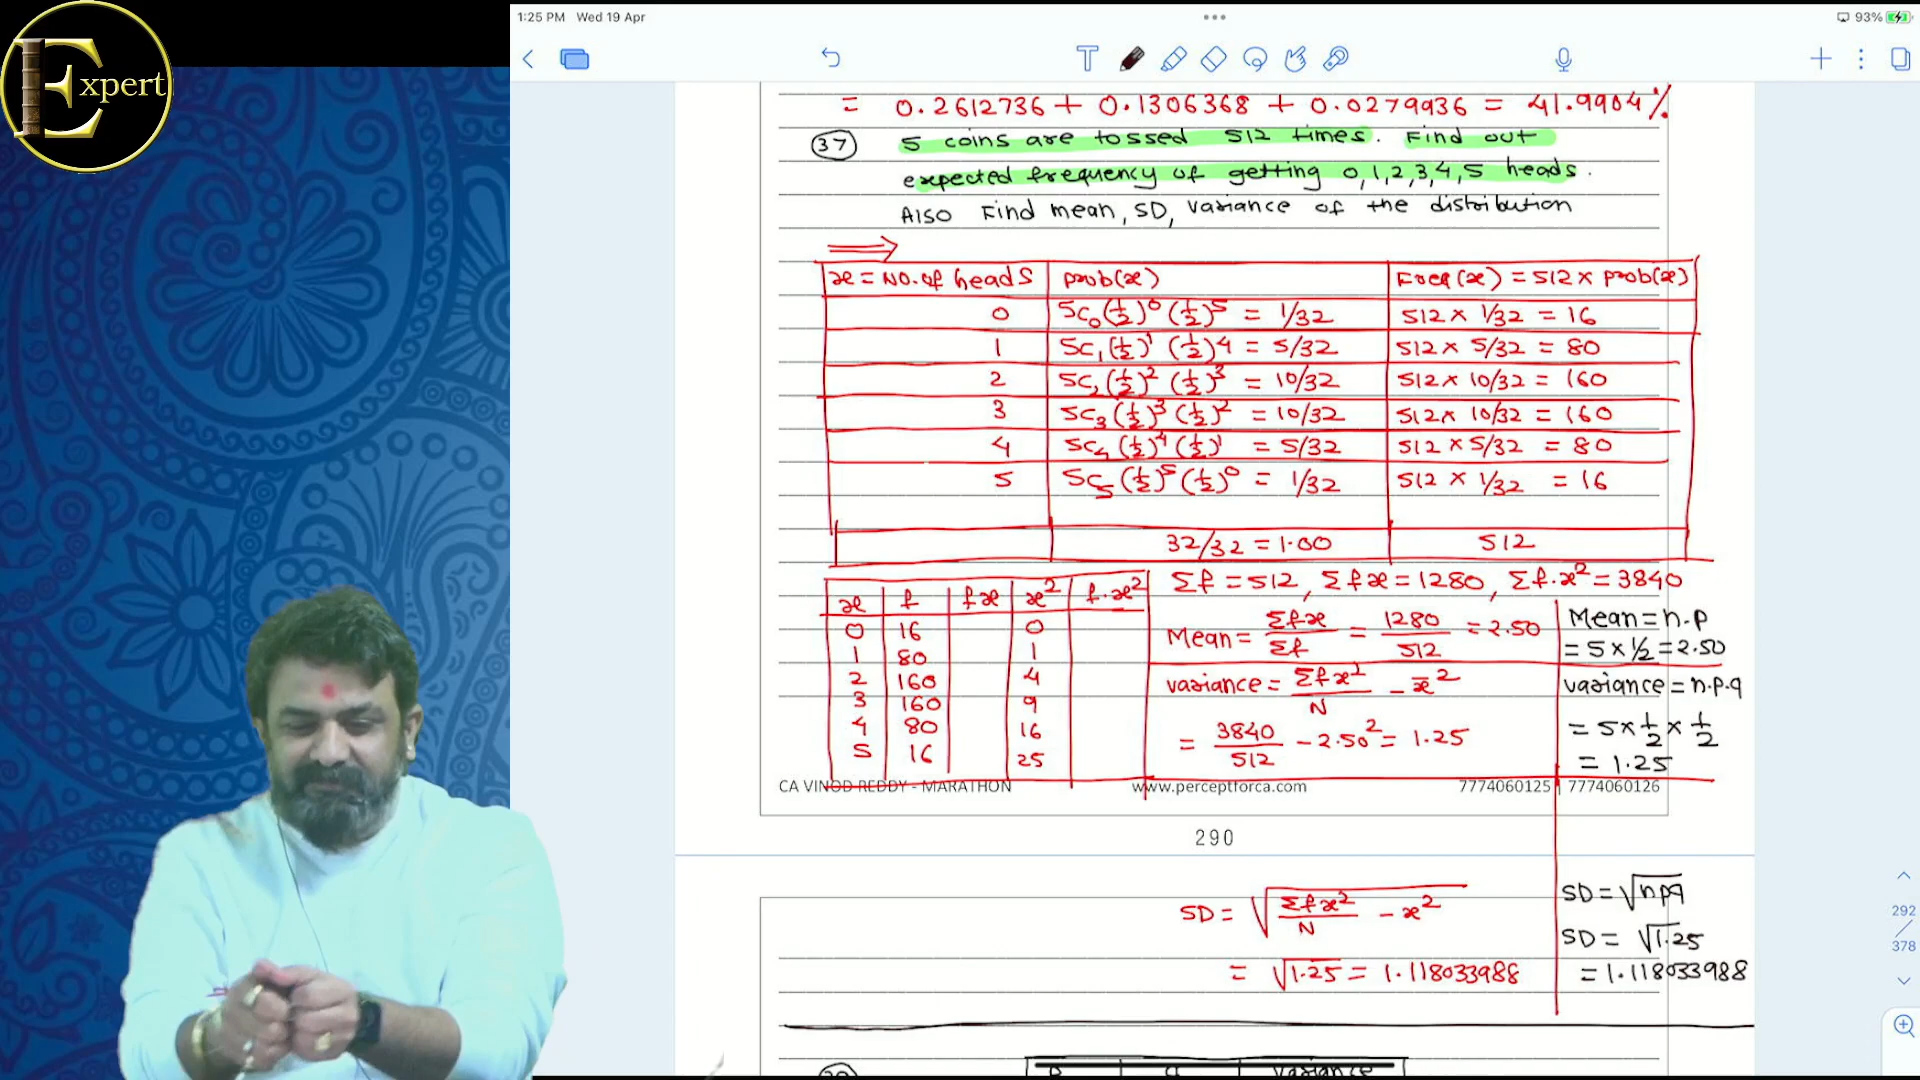 1:25 PM Wed 19 Apr
93%
Expert
= 0.2612736 + 0.1306368 + 0.0279936 = 41.9904%
37 5 coins are tossed 512 times. Find out
expected frequency of getting 0,1,2,3,4,5 heads.
Also Find mean, SD, variance of the distribution
x = No. of heads Prob(x) Freq(x) = 512 x prob(x)
0 5C₀(1/2)⁰ (1/2)⁵ = 1/32 512 x 1/32 = 16
1 5C₁(1/2)¹ (1/2)⁴ = 5/32 512 x 5/32 = 80
2 5C₂(1/2)² (1/2)³ = 10/32 512 x 10/32 = 160
3 5C₃(1/2)³ (1/2)² = 10/32 512 x 10/32 = 160
4 5C₄(1/2)⁴ (1/2)¹ = 5/32 512 x 5/32 = 80
5 5C₅(1/2)⁵ (1/2)⁰ = 1/32 512 x 1/32 = 16
32/32 = 1.00 512
x f fx x² f.x²
0 16 0
1 80 1
2 160 4
3 160 9
4 80 16
5 16 25
Σf = 512, Σfx = 1280, Σf.x² = 3840
Mean = Σfx/Σf = 1280/512 = 2.50
variance = Σfx²/N - x̄²
= 3840/512 - 2.50² = 1.25
Mean = n.p
= 5 x 1/2 = 2.50
variance = n.p.q
= 5 x 1/2 x 1/2
= 1.25
CA VINOD REDDY - MARATHON www.perceptforca.com 7774060125 | 7774060126
290
SD = √(Σfx²/N - x²)
= √1.25 = 1.118033988
SD = √npq
SD = √1.25
= 1.118033988
292
378
variance